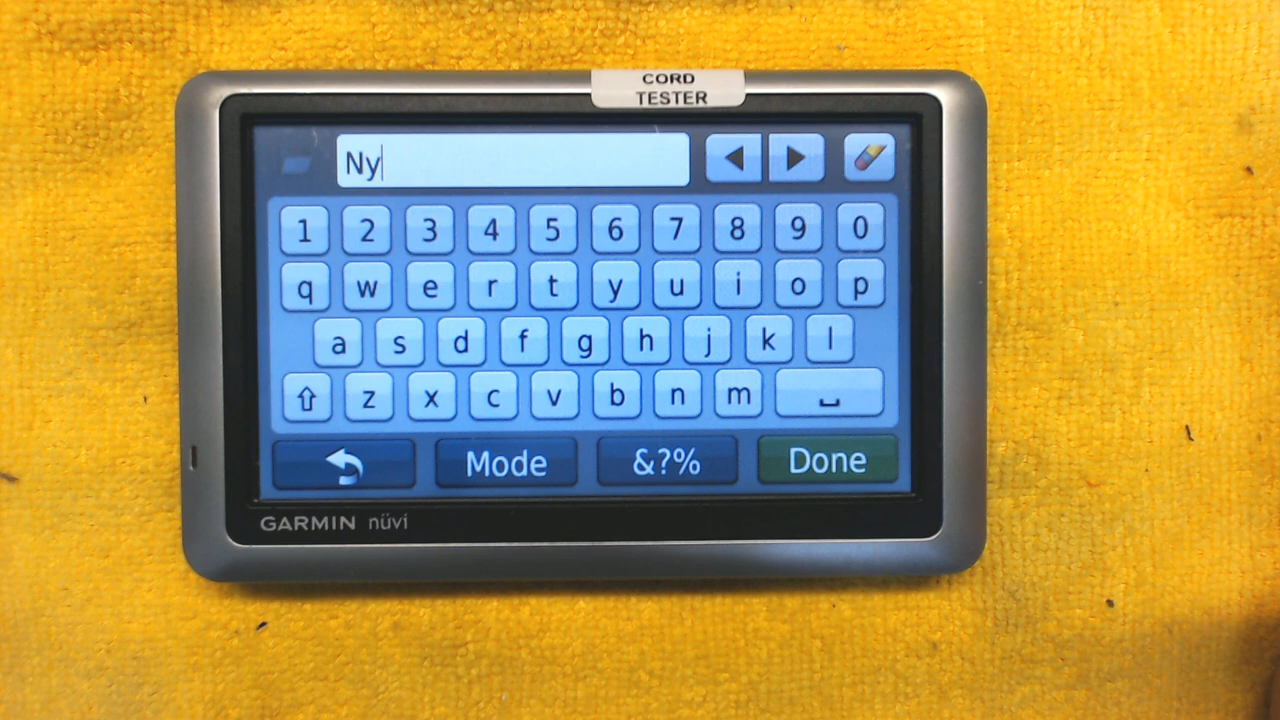 CORD
TESTER
Ny
1 2 3 4 5 6 7 8 9 0
q w e r t y u i o p
a s d f g h j k l
z x c v b n m
Mode &?% Done
GARMIN nüvi